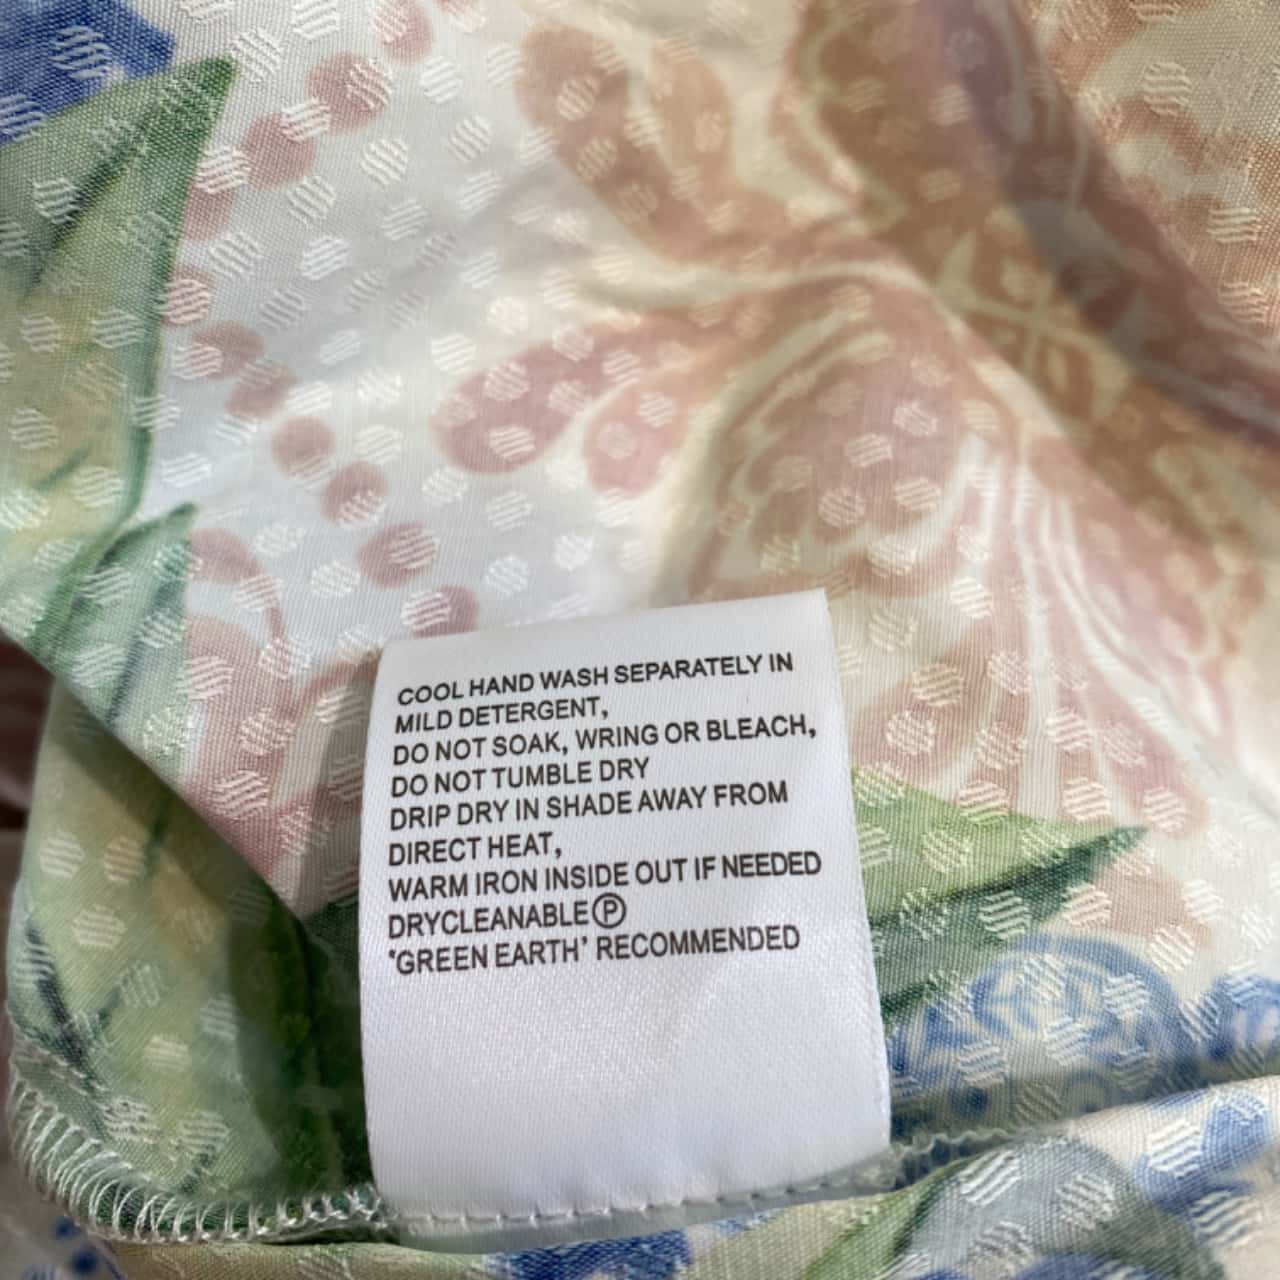 COOL HAND WASH SEPARATELY IN
MILD DETERGENT,
DO NOT SOAK, WRING OR BLEACH,
DO NOT TUMBLE DRY
DRIP DRY IN SHADE AWAY FROM
DIRECT HEAT,
WARM IRON INSIDE OUT IF NEEDED
DRYCLEANABLE Ⓟ
'GREEN EARTH' RECOMMENDED